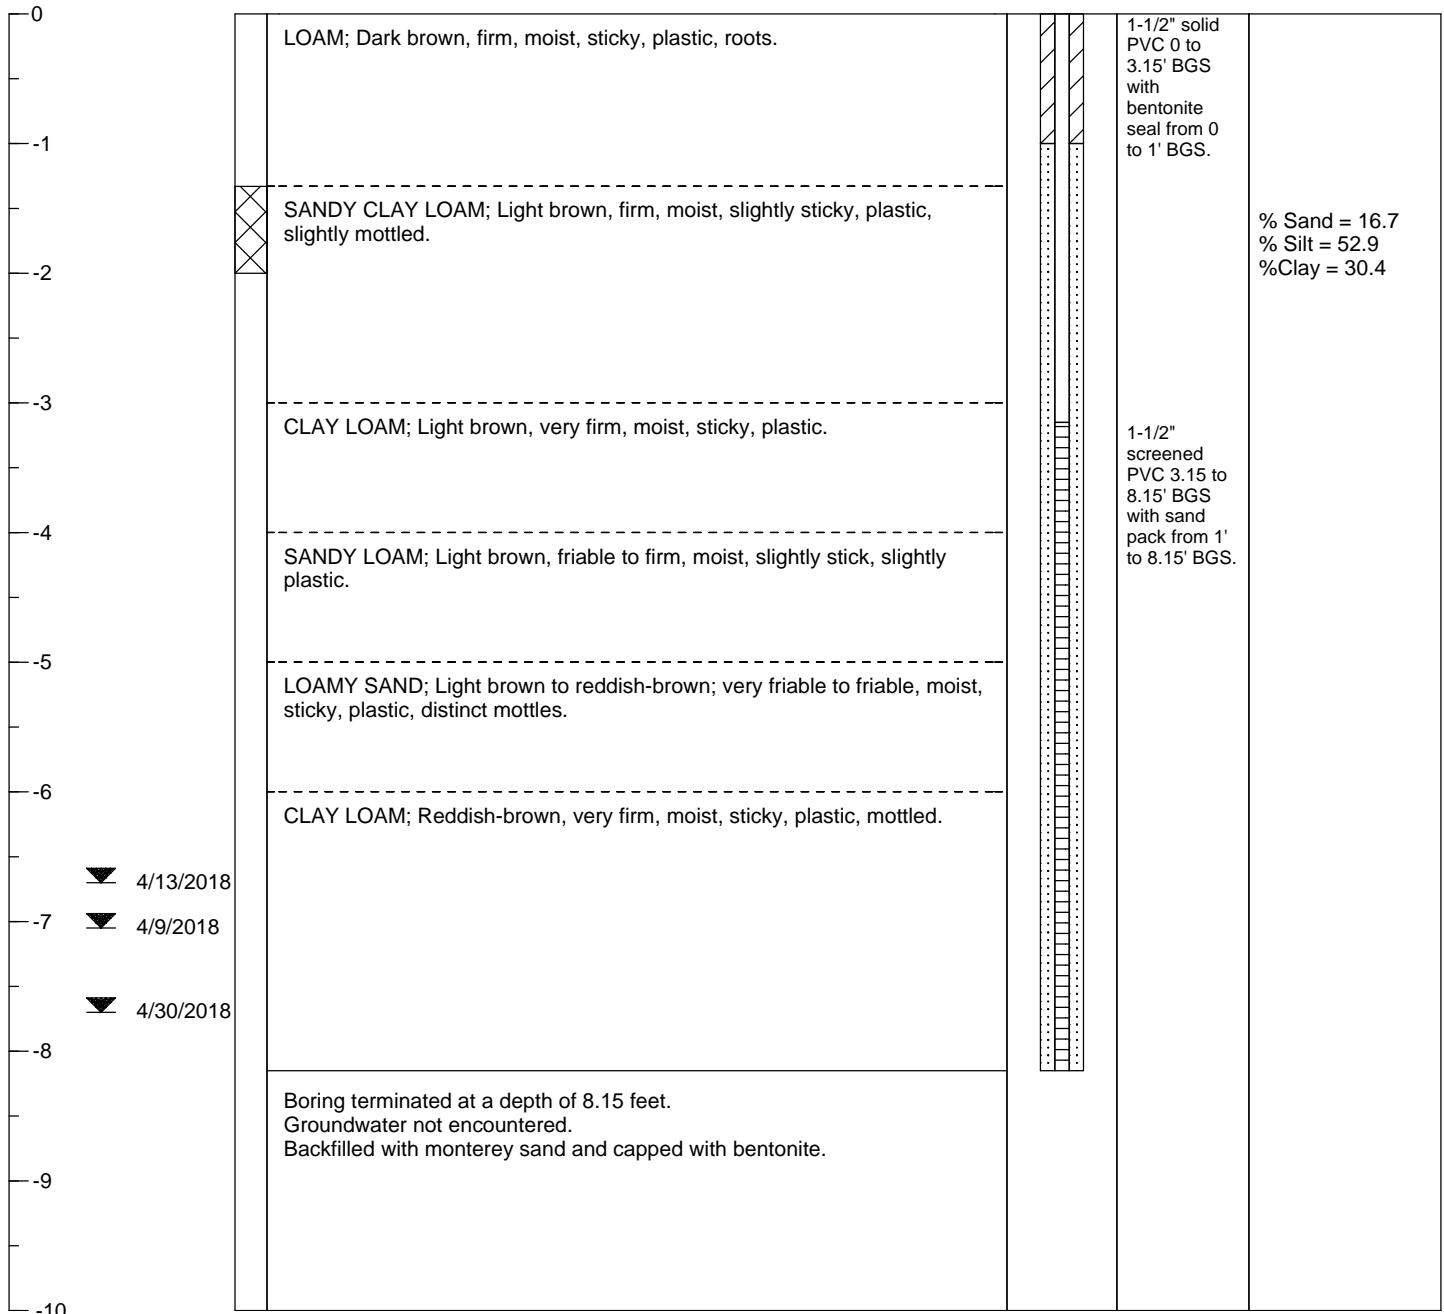 0
LOAM; Dark brown, firm, moist, sticky, plastic, roots.
1-1/2" solid
PVC 0 to
3.15' BGS
with
bentonite
seal from 0
to 1' BGS.
-1
SANDY CLAY LOAM; Light brown, firm, moist, slightly sticky, plastic,
slightly mottled.
% Sand = 16.7
% Silt = 52.9
%Clay = 30.4
-2
-3
CLAY LOAM; Light brown, very firm, moist, sticky, plastic.
1-1/2"
screened
PVC 3.15 to
8.15' BGS
with sand
pack from 1'
to 8.15' BGS.
-4
SANDY LOAM; Light brown, friable to firm, moist, slightly stick, slightly
plastic.
-5
LOAMY SAND; Light brown to reddish-brown; very friable to friable, moist,
sticky, plastic, distinct mottles.
-6
CLAY LOAM; Reddish-brown, very firm, moist, sticky, plastic, mottled.
4/13/2018
-7
4/9/2018
4/30/2018
-8
Boring terminated at a depth of 8.15 feet.
Groundwater not encountered.
Backfilled with monterey sand and capped with bentonite.
-9
-10